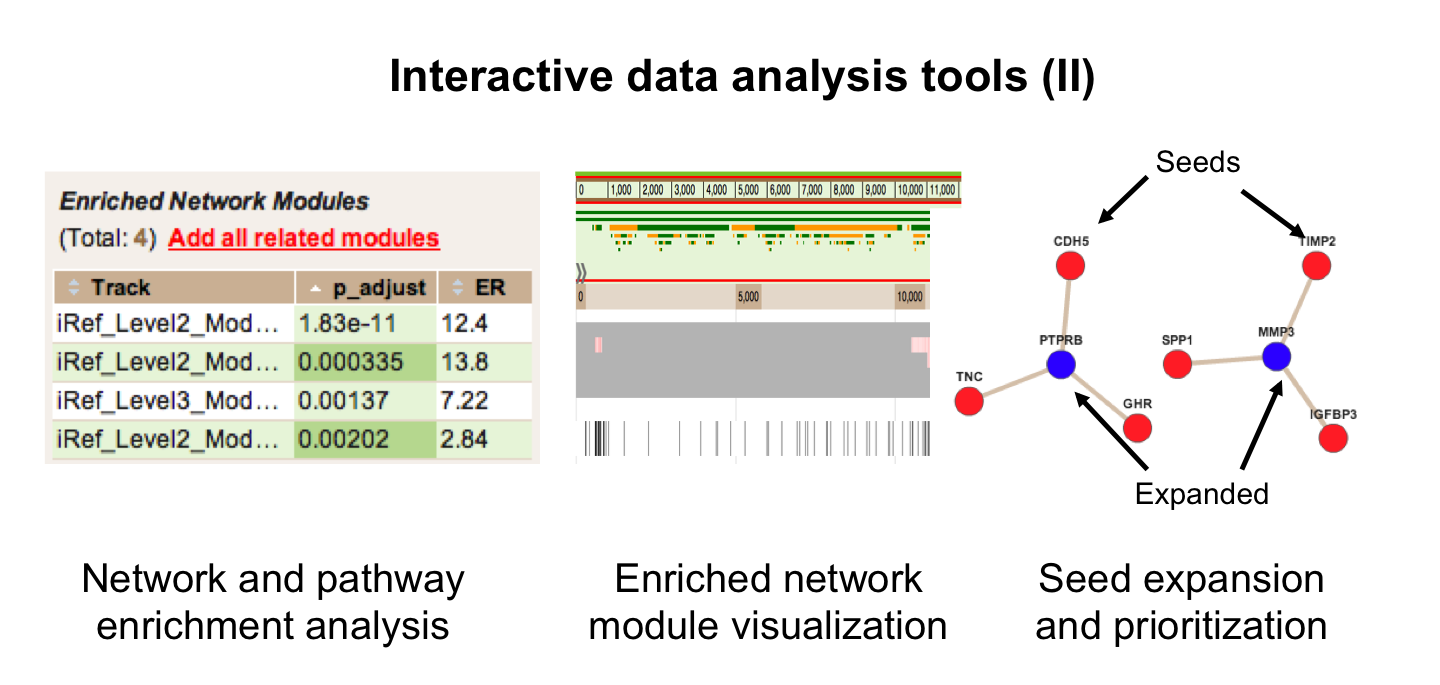 Interactive data analysis tools (II)
Enriched Network Modules
(Total: 4) Add all related modules
Track p_adjust ER
iRef_Level2_Mod... 1.83e-11 12.4
iRef_Level2_Mod... 0.000335 13.8
iRef_Level3_Mod... 0.00137 7.22
iRef_Level2_Mod... 0.00202 2.84
Network and pathway
enrichment analysis
0 1,000 2,000 3,000 4,000 5,000 6,000 7,000 8,000 9,000 10,000 11,000
0 5,000 10,000
Enriched network
module visualization
Seeds
CDH5
TIMP2
PTPRB
SPP1
MMP3
TNC
GHR
IGFBP3
Expanded
Seed expansion
and prioritization